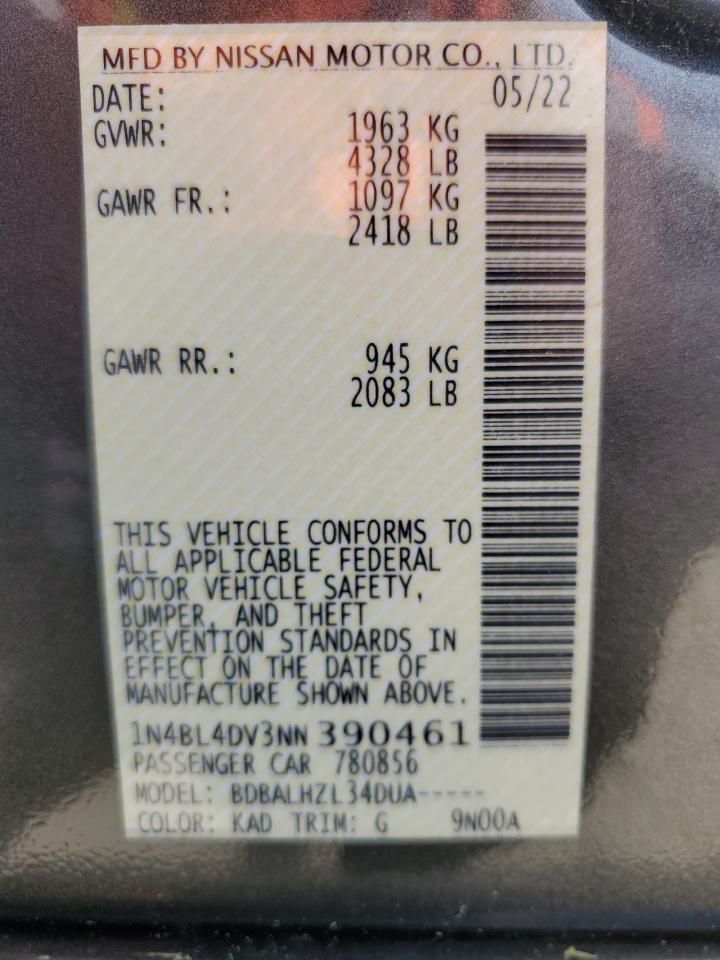 MFD BY NISSAN MOTOR CO., LTD.
DATE: 05/22
GVWR: 1963 KG
4328 LB
GAWR FR.: 1097 KG
2418 LB
GAWR RR.: 945 KG
2083 LB
THIS VEHICLE CONFORMS TO
ALL APPLICABLE FEDERAL
MOTOR VEHICLE SAFETY,
BUMPER, AND THEFT
PREVENTION STANDARDS IN
EFFECT ON THE DATE OF
MANUFACTURE SHOWN ABOVE.
1N4BL4DV3NN 390461
PASSENGER CAR 780856
MODEL: BDBALHZL34DUA-----
COLOR: KAD TRIM: G 9N00A